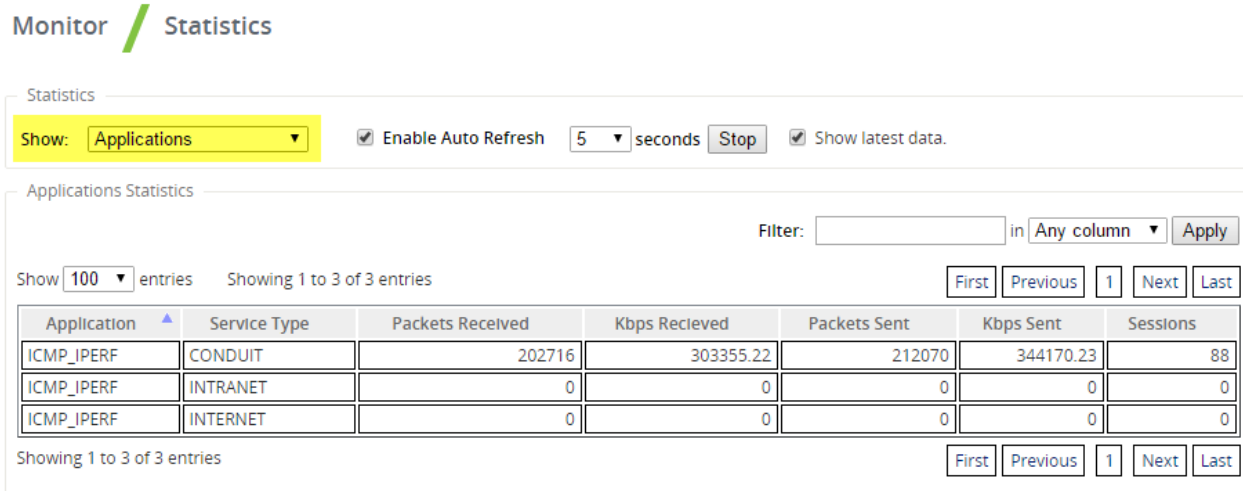 Monitor / Statistics
Statistics
Show: Applications ▼ Enable Auto Refresh 5 ▼ seconds Stop Show latest data.
Applications Statistics
Filter: in Any column ▼ Apply
Show 100 ▼ entries Showing 1 to 3 of 3 entries First Previous 1 Next Last
Application Service Type Packets Received Kbps Recieved Packets Sent Kbps Sent Sessions
ICMP_IPERF CONDUIT 202716 303355.22 212070 344170.23 88
ICMP_IPERF INTRANET 0 0 0 0 0
ICMP_IPERF INTERNET 0 0 0 0 0
Showing 1 to 3 of 3 entries First Previous 1 Next Last